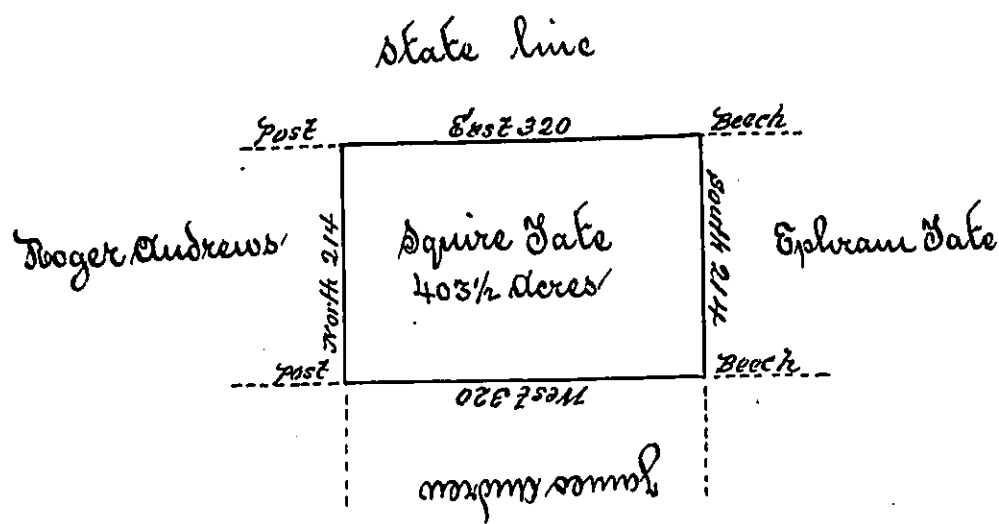 State line
Post
East 320
Beech
Roger Andrews
North 214
Squire Tate
403½ Acres
South 214
Ephram Tate
Post
West 320
Beech
James Andrew